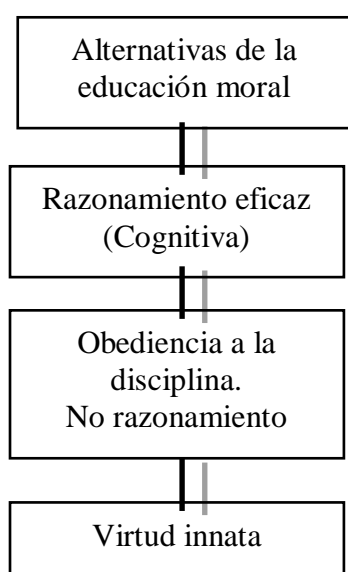 Alternativas de la
educación moral
Razonamiento eficaz
(Cognitiva)
Obediencia a la
disciplina.
No razonamiento
Virtud innata